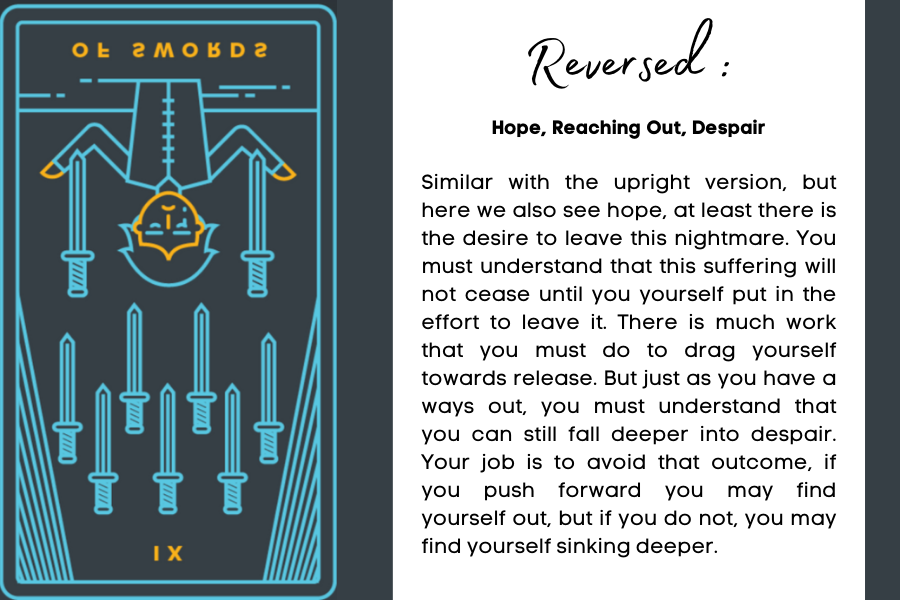 OF SWORDS
IX
Reversed :
Hope, Reaching Out, Despair
Similar with the upright version, but
here we also see hope, at least there is
the desire to leave this nightmare. You
must understand that this suffering will
not cease until you yourself put in the
effort to leave it. There is much work
that you must do to drag yourself
towards release. But just as you have a
ways out, you must understand that
you can still fall deeper into despair.
Your job is to avoid that outcome, if
you push forward you may find
yourself out, but if you do not, you may
find yourself sinking deeper.